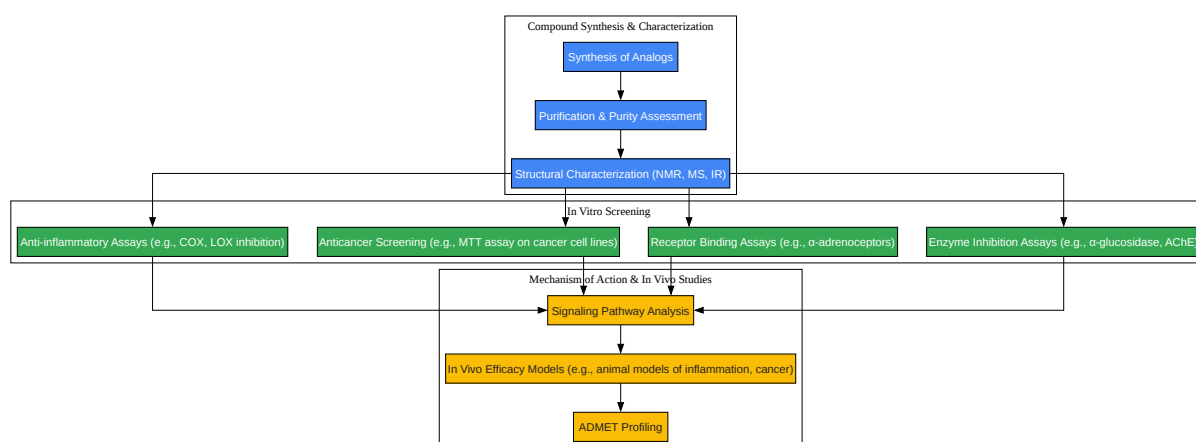 Compound Synthesis & Characterization
Synthesis of Analogs
Purification & Purity Assessment
Structural Characterization (NMR, MS, IR)
In Vitro Screening
Anti-inflammatory Assays (e.g., COX, LOX inhibition)
Anticancer Screening (e.g., MTT assay on cancer cell lines)
Receptor Binding Assays (e.g., α-adrenoceptors)
Enzyme Inhibition Assays (e.g., α-glucosidase, AChE)
Mechanism of Action & In Vivo Studies
Signaling Pathway Analysis
In Vivo Efficacy Models (e.g., animal models of inflammation, cancer)
ADMET Profiling